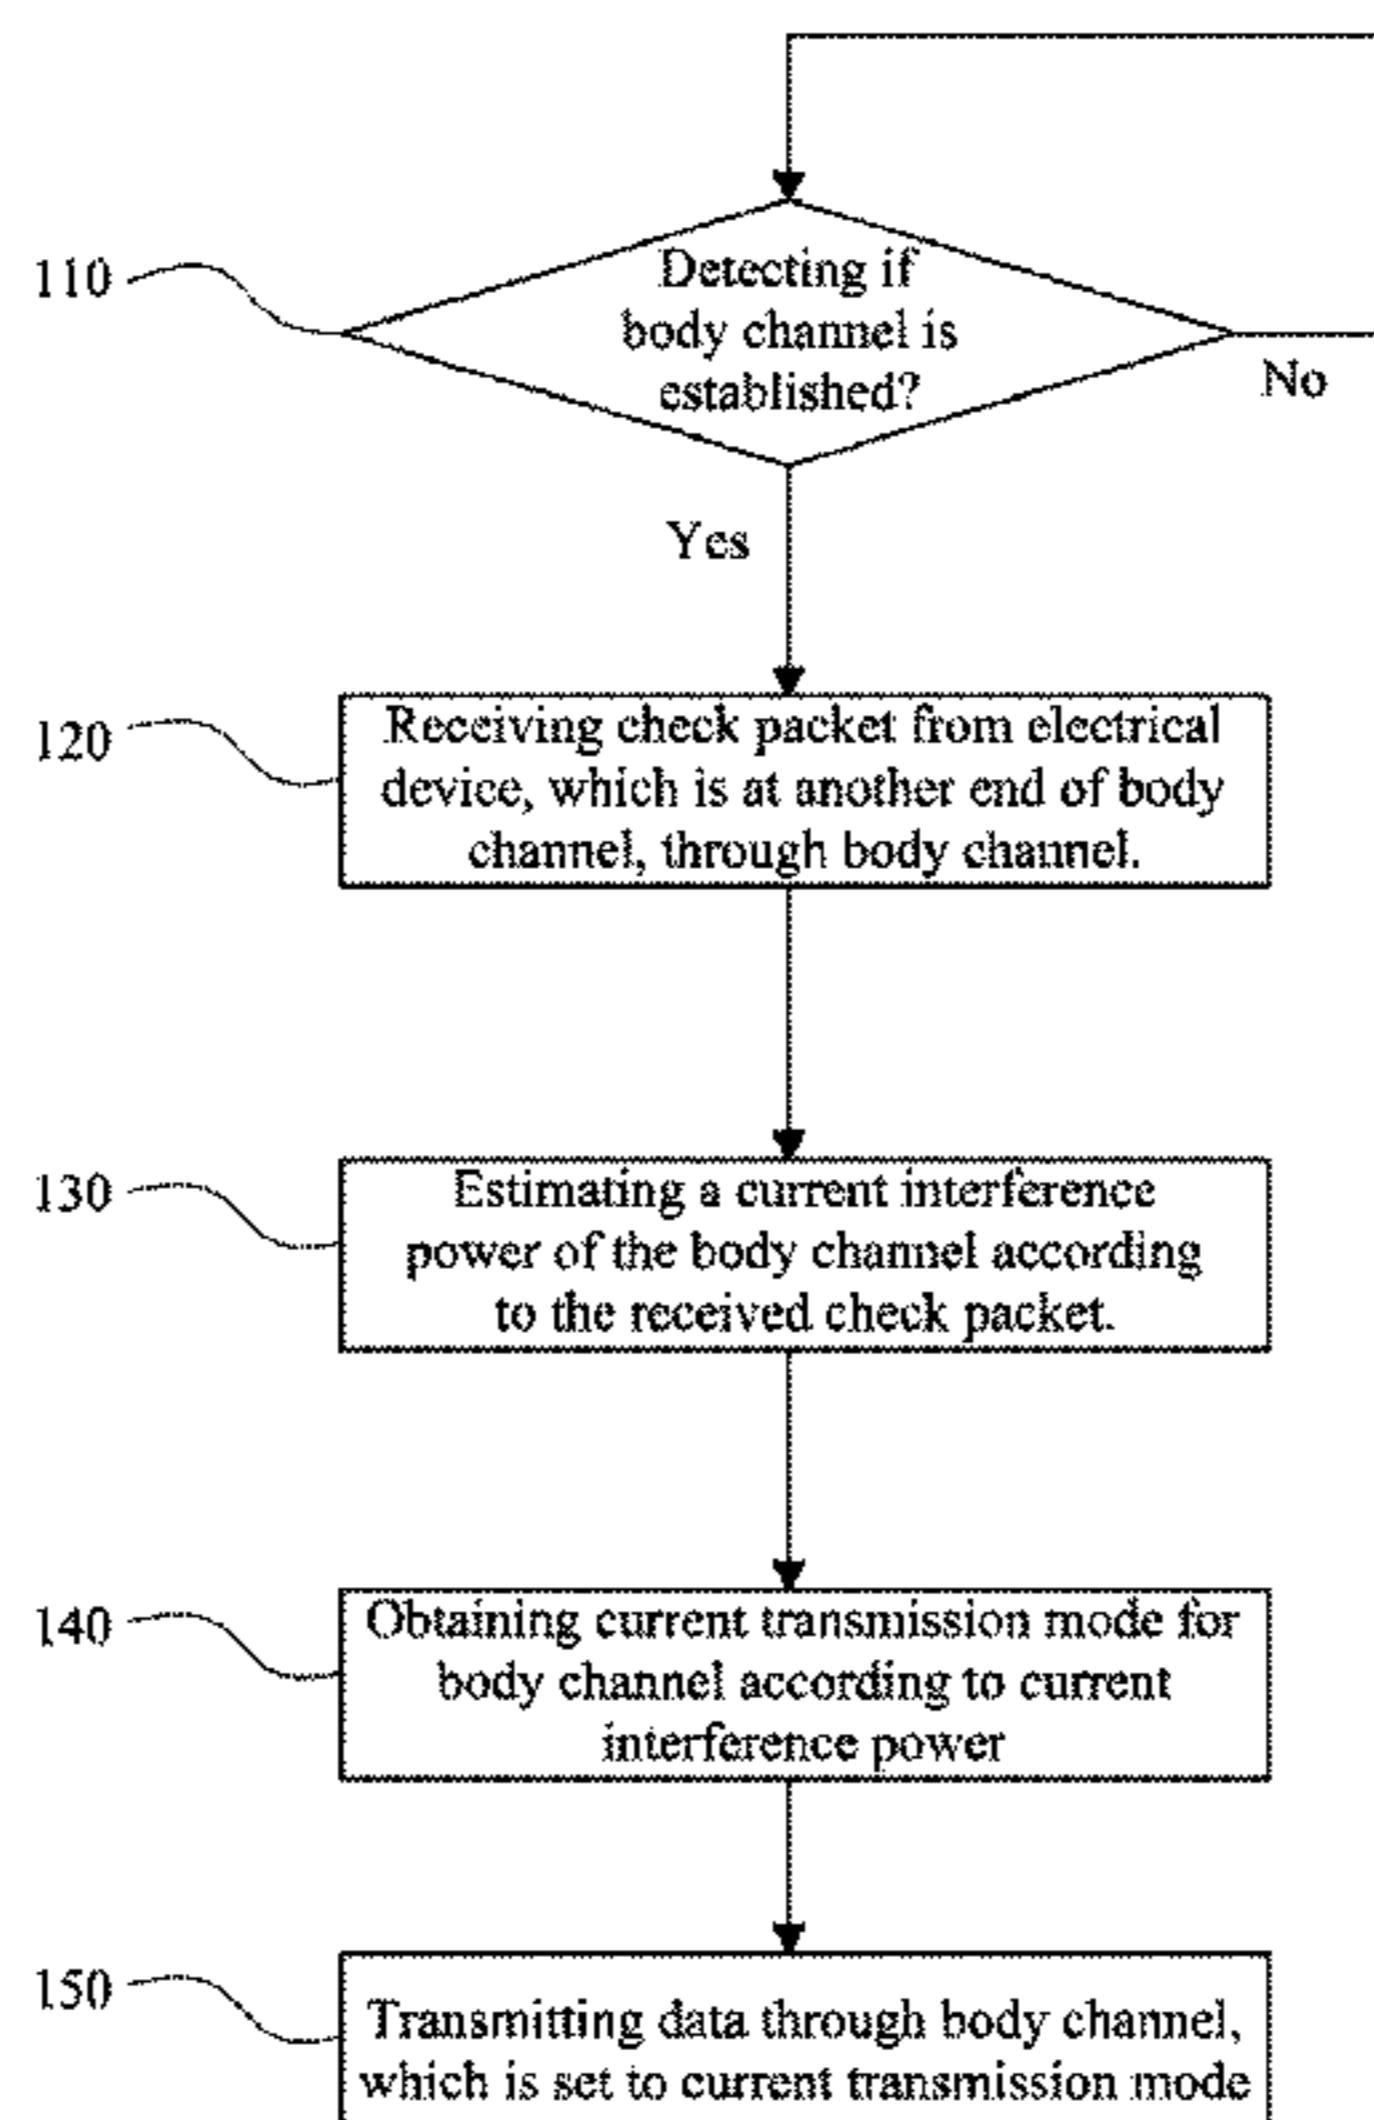 110
Detecting if
body channel is
established?
No
Yes
120
Receiving check packet from electrical
device, which is at another end of body
channel, through body channel.
130
Estimating a current interference
power of the body channel according
to the received check packet.
140
Obtaining current transmission mode for
body channel according to current
interference power
150
Transmitting data through body channel,
which is set to current transmission mode